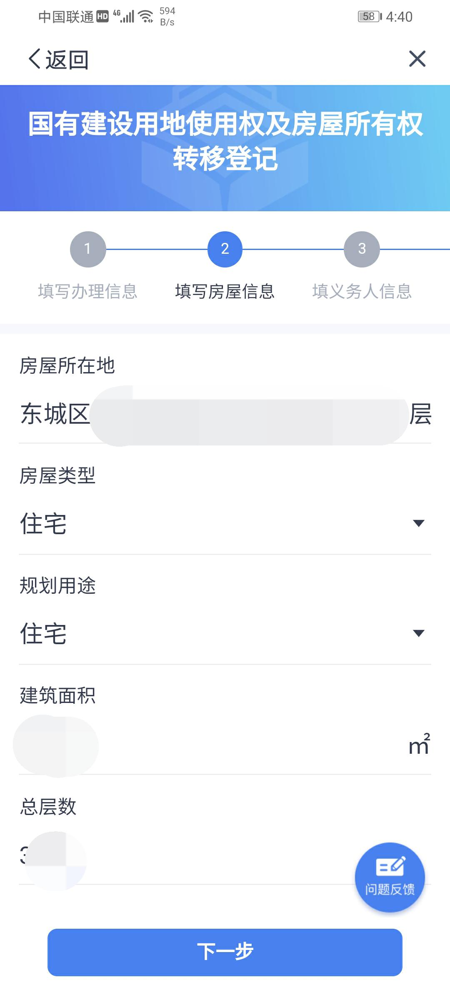 中国联通 HD 4G 594 B/s 58 4:40
返回
国有建设用地使用权及房屋所有权
转移登记
1 2 3
填写办理信息 填写房屋信息 填义务人信息
房屋所在地
东城区 层
房屋类型
住宅
规划用途
住宅
建筑面积
m²
总层数
问题反馈
下一步